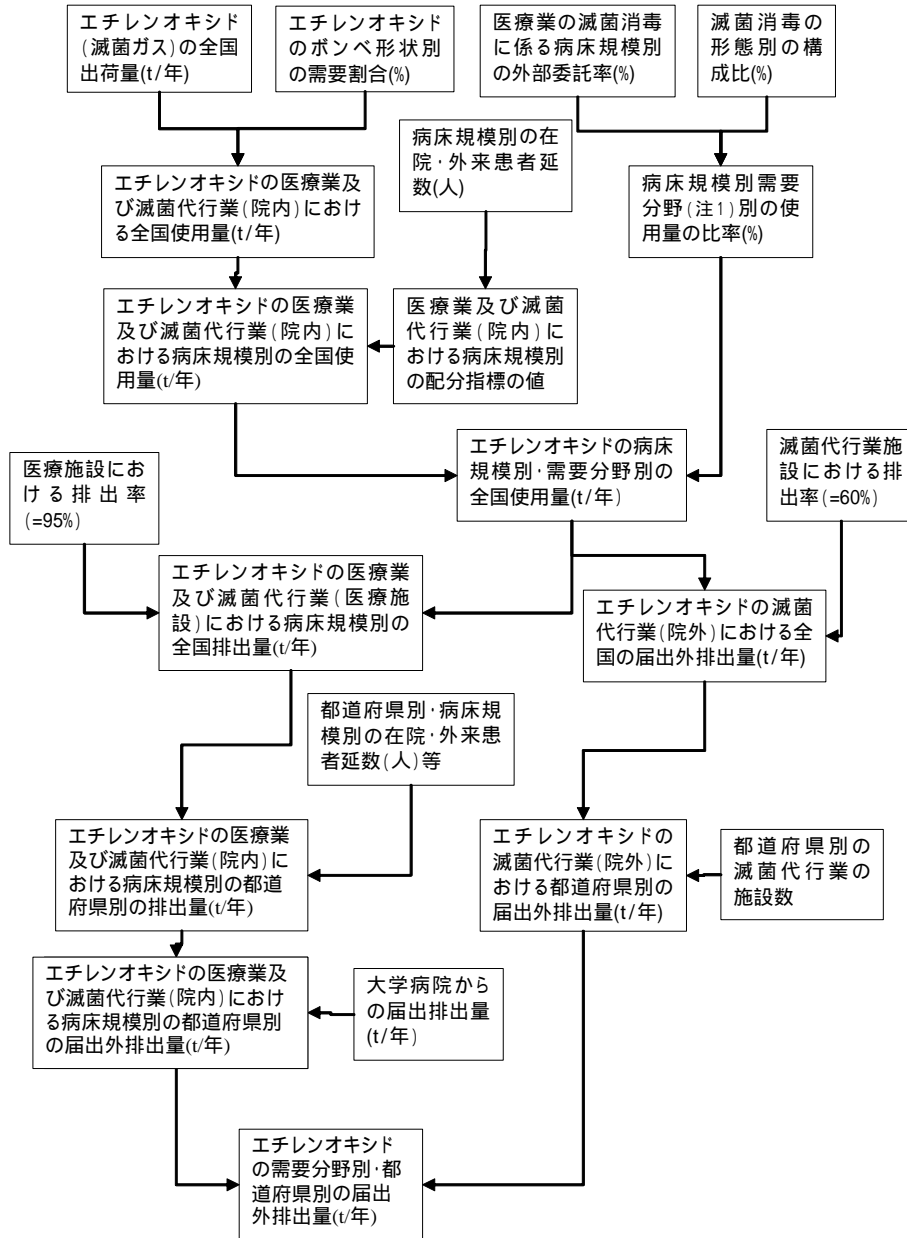 エチレンオキシド
(滅菌ガス)の全国
出荷量(t/年)
エチレンオキシド
のボンベ形状別
の需要割合(%)
医療業の滅菌消毒
に係る病床規模別
の外部委託率(%)
滅菌消毒の
形態別の構
成比(%)
病床規模別の在
院・外来患者延
数(人)
エチレンオキシドの医療業及
び滅菌代行業(院内)におけ
る全国使用量(t/年)
病床規模別需要
分野(注1)別の使
用量の比率(%)
エチレンオキシドの医療業
及び滅菌代行業(院内)に
おける病床規模別の全国使
用量(t/年)
医療業及び滅菌
代行業(院内)に
おける病床規模別
の配分指標の値
エチレンオキシドの病床
規模別・需要分野別の
全国使用量(t/年)
医療施設にお
ける排出率
(=95%)
滅菌代行業施
設における排
出率(=60%)
エチレンオキシドの医療業
及び滅菌代行業(医療施
設)における病床規模別の
全国排出量(t/年)
エチレンオキシドの滅菌
代行業(院外)における全
国の届出外排出量(t/年)
都道府県別・病床規
模別の在院・外来患
者延数(人)等
エチレンオキシドの医療業
及び滅菌代行業(院内)に
おける病床規模別の都道
府県別の排出量(t/年)
エチレンオキシドの
滅菌代行業(院外)に
おける都道府県別の
届出外排出量(t/年)
都道府県別の
滅菌代行業の
施設数
エチレンオキシドの医療業及
び滅菌代行業(院内)におけ
る病床規模別の都道府県別
の届出外排出量(t/年)
大学病院から
の届出排出量
(t/年)
エチレンオキシド
の需要分野別・都
道府県別の届出
外排出量(t/年)